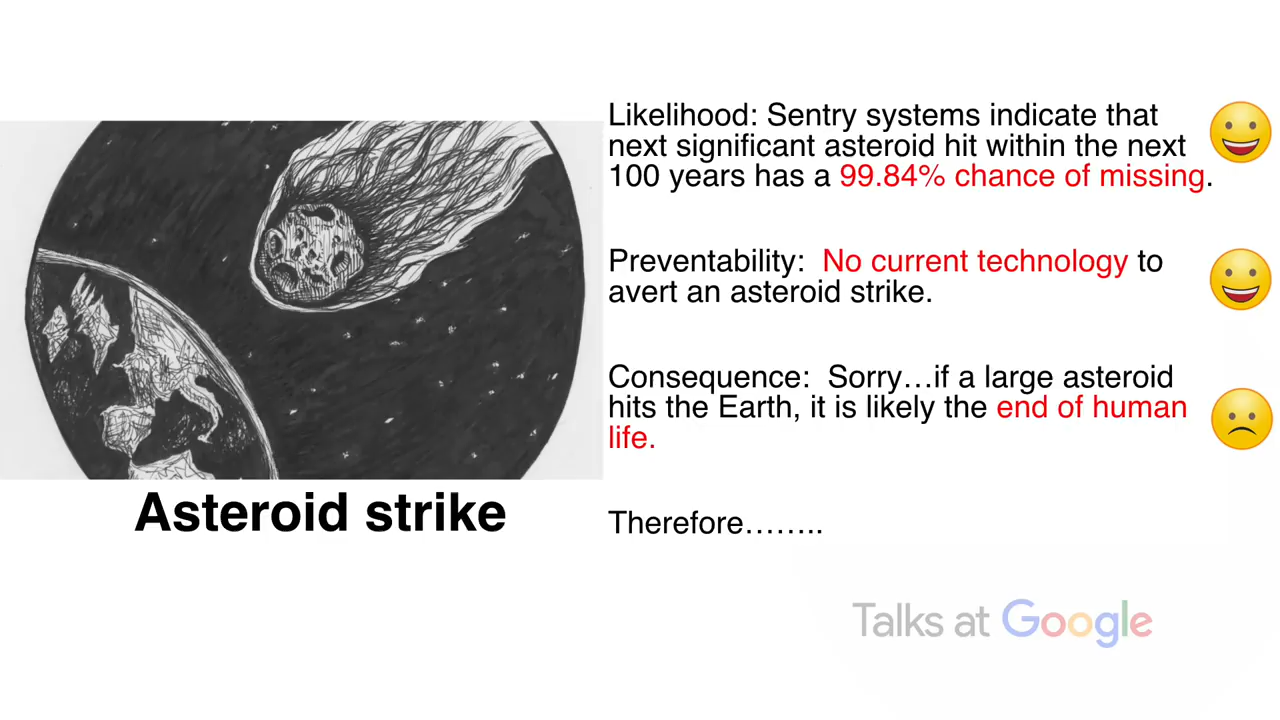 Likelihood: Sentry systems indicate that
next significant asteroid hit within the next
100 years has a 99.84% chance of missing.
Preventability:  No current technology to
avert an asteroid strike.
Consequence:  Sorry…if a large asteroid
hits the Earth, it is likely the end of human
life.
Therefore……..
Asteroid strike
Talks at Google